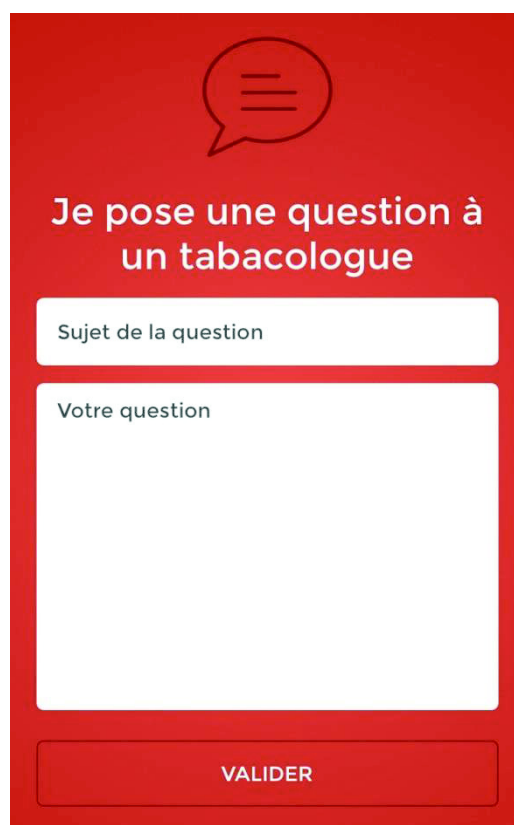 Je pose une question à
un tabacologue
Sujet de la question
Votre question
VALIDER